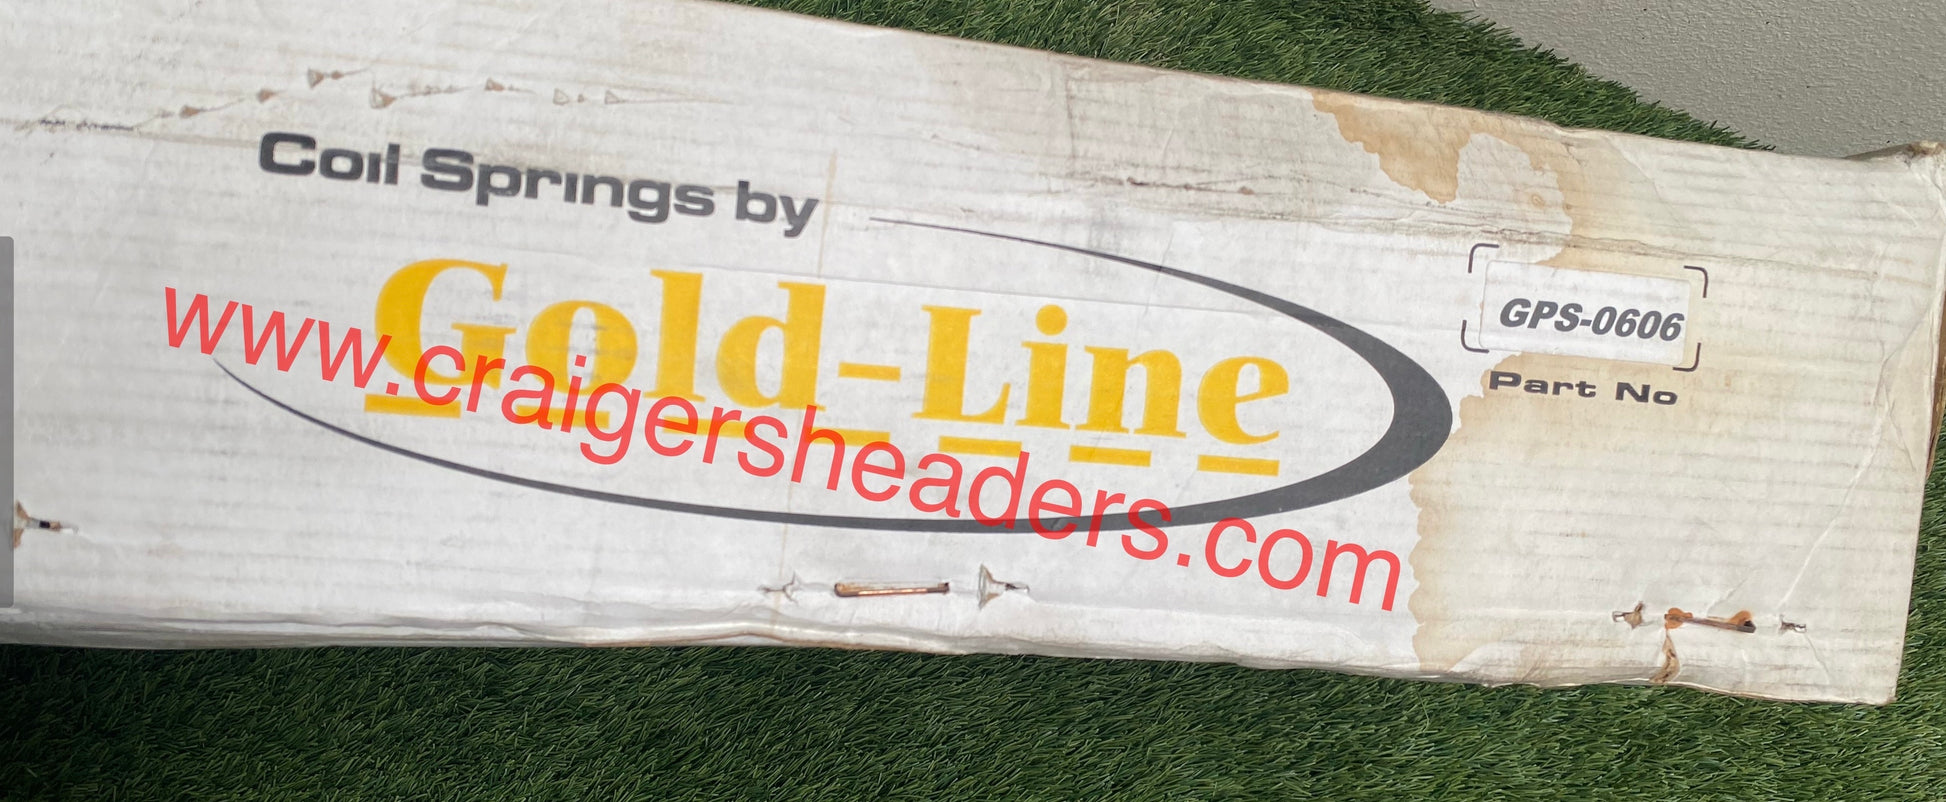 Coil Springs by
Gold-Line
www.craigersheaders.com
GPS-0606
Part No